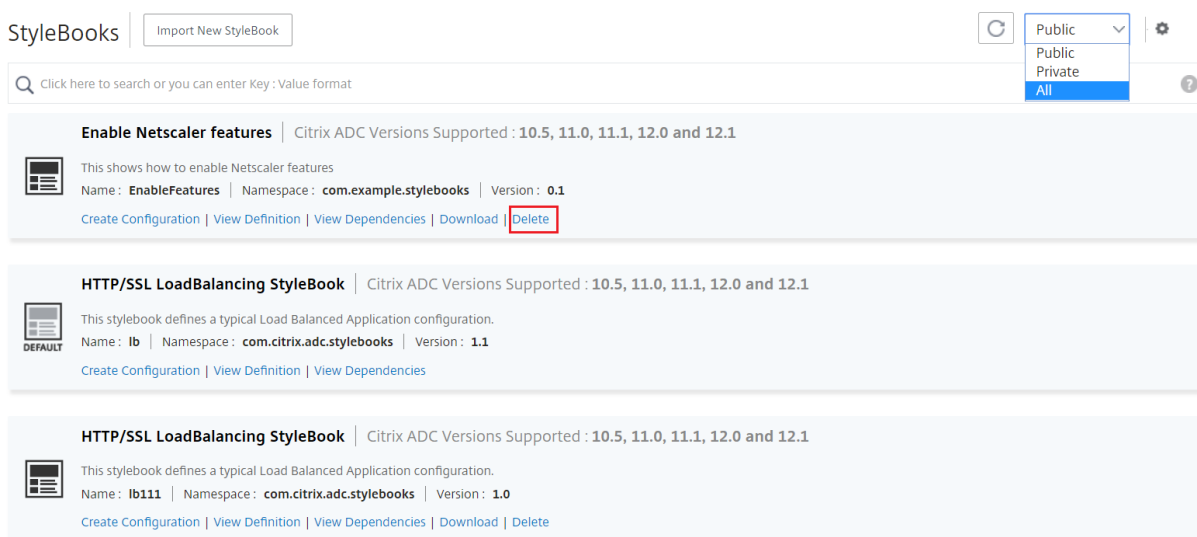 StyleBooks
Import New StyleBook
Public
Public
Private
All
Click here to search or you can enter Key : Value format
?
Enable Netscaler features | Citrix ADC Versions Supported : 10.5, 11.0, 11.1, 12.0 and 12.1
This shows how to enable Netscaler features
Name : EnableFeatures | Namespace : com.example.stylebooks | Version : 0.1
Create Configuration | View Definition | View Dependencies | Download | Delete
HTTP/SSL LoadBalancing StyleBook | Citrix ADC Versions Supported : 10.5, 11.0, 11.1, 12.0 and 12.1
This stylebook defines a typical Load Balanced Application configuration.
DEFAULT
Name : lb | Namespace : com.citrix.adc.stylebooks | Version : 1.1
Create Configuration | View Definition | View Dependencies
HTTP/SSL LoadBalancing StyleBook | Citrix ADC Versions Supported : 10.5, 11.0, 11.1, 12.0 and 12.1
This stylebook defines a typical Load Balanced Application configuration.
Name : lb111 | Namespace : com.citrix.adc.stylebooks | Version : 1.0
Create Configuration | View Definition | View Dependencies | Download | Delete